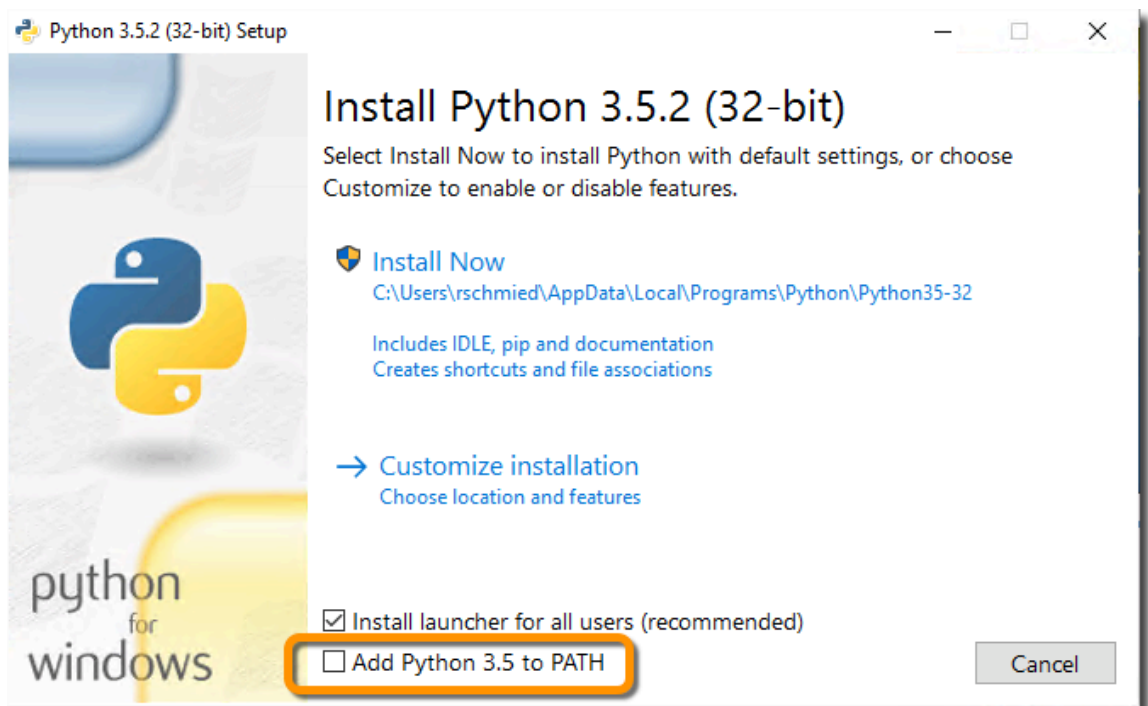 Python 3.5.2 (32-bit) Setup
Install Python 3.5.2 (32-bit)
Select Install Now to install Python with default settings, or choose
Customize to enable or disable features.
Install Now
C:\Users\rschmied\AppData\Local\Programs\Python\Python35-32
Includes IDLE, pip and documentation
Creates shortcuts and file associations
Customize installation
Choose location and features
python
for
windows
Install launcher for all users (recommended)
Add Python 3.5 to PATH
Cancel